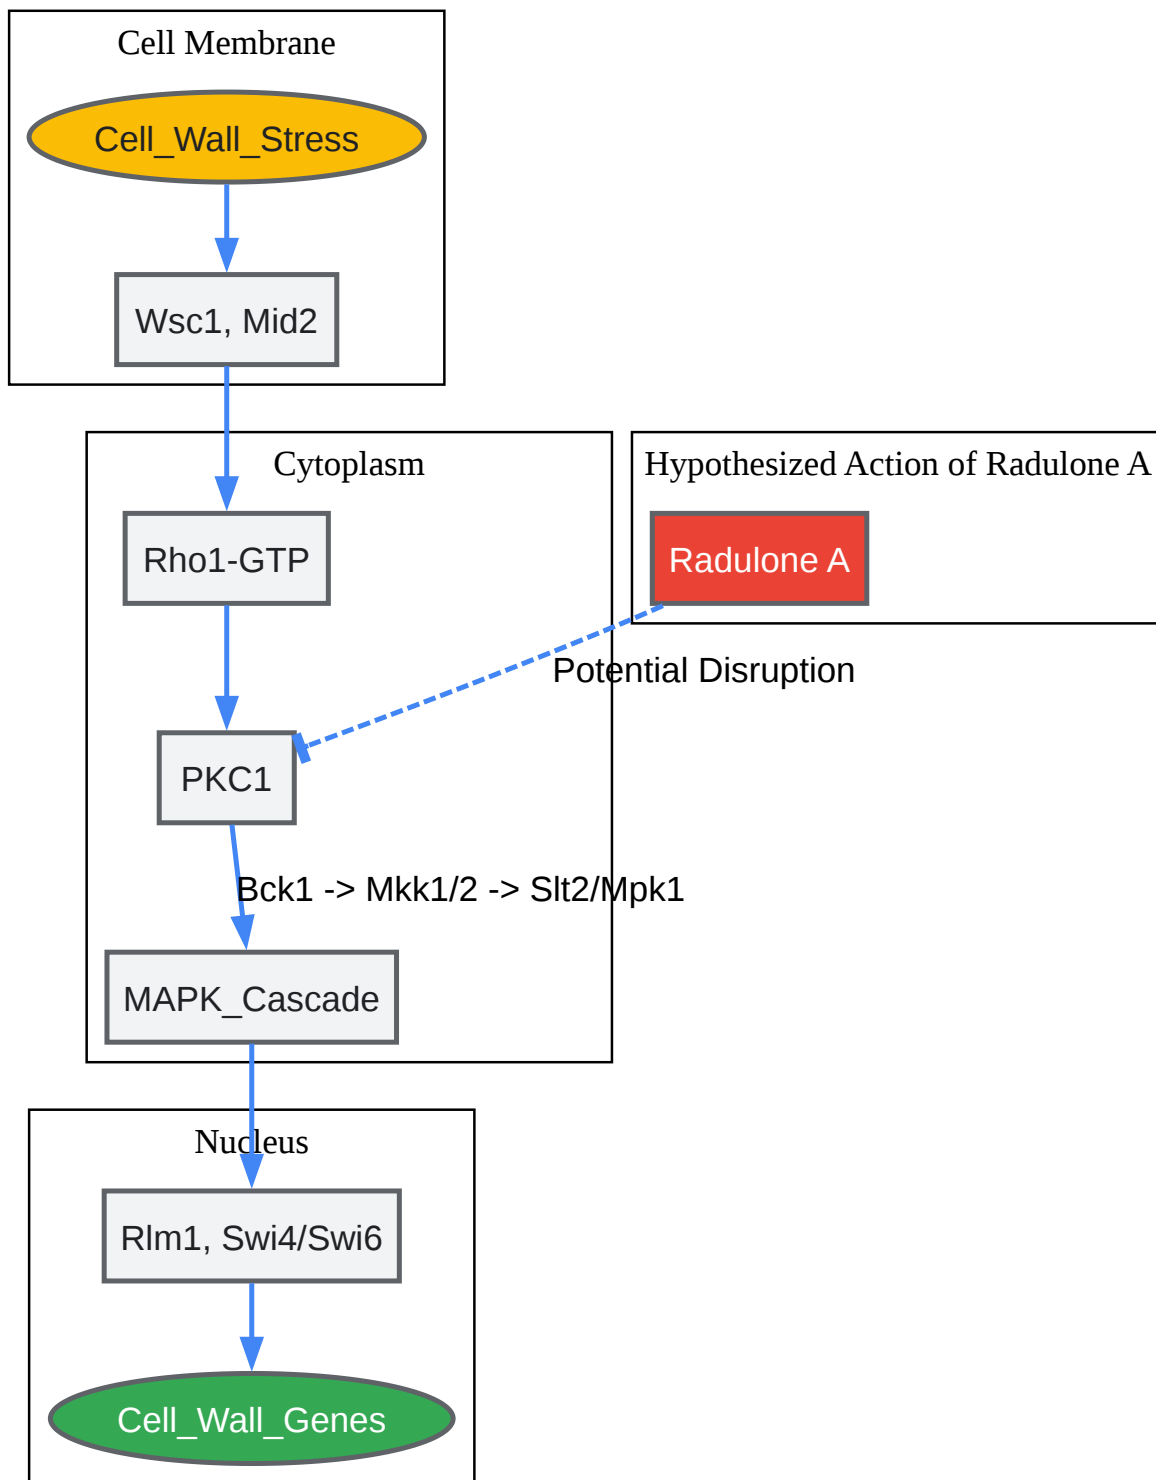 Cell Membrane
Cell_Wall_Stress
Wsc1, Mid2
Cytoplasm
Hypothesized Action of Radulone A
Rho1-GTP
Radulone A
Potential Disruption
PKC1
Bck1 -> Mkk1/2 -> Slt2/Mpk1
MAPK_Cascade
Nucleus
Rlm1, Swi4/Swi6
Cell_Wall_Genes